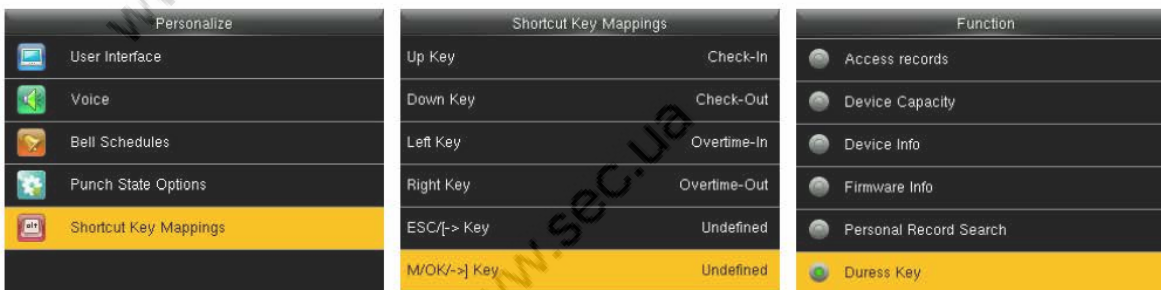 Personalize
User Interface
Voice
Bell Schedules
Punch State Options
Shortcut Key Mappings
Shortcut Key Mappings
Up Key Check-In
Down Key Check-Out
Left Key Overtime-In
Right Key Overtime-Out
ESC/[-> Key Undefined
M/OK/->] Key Undefined
Function
Access records
Device Capacity
Device Info
Firmware Info
Personal Record Search
Duress Key
www.sec.ua